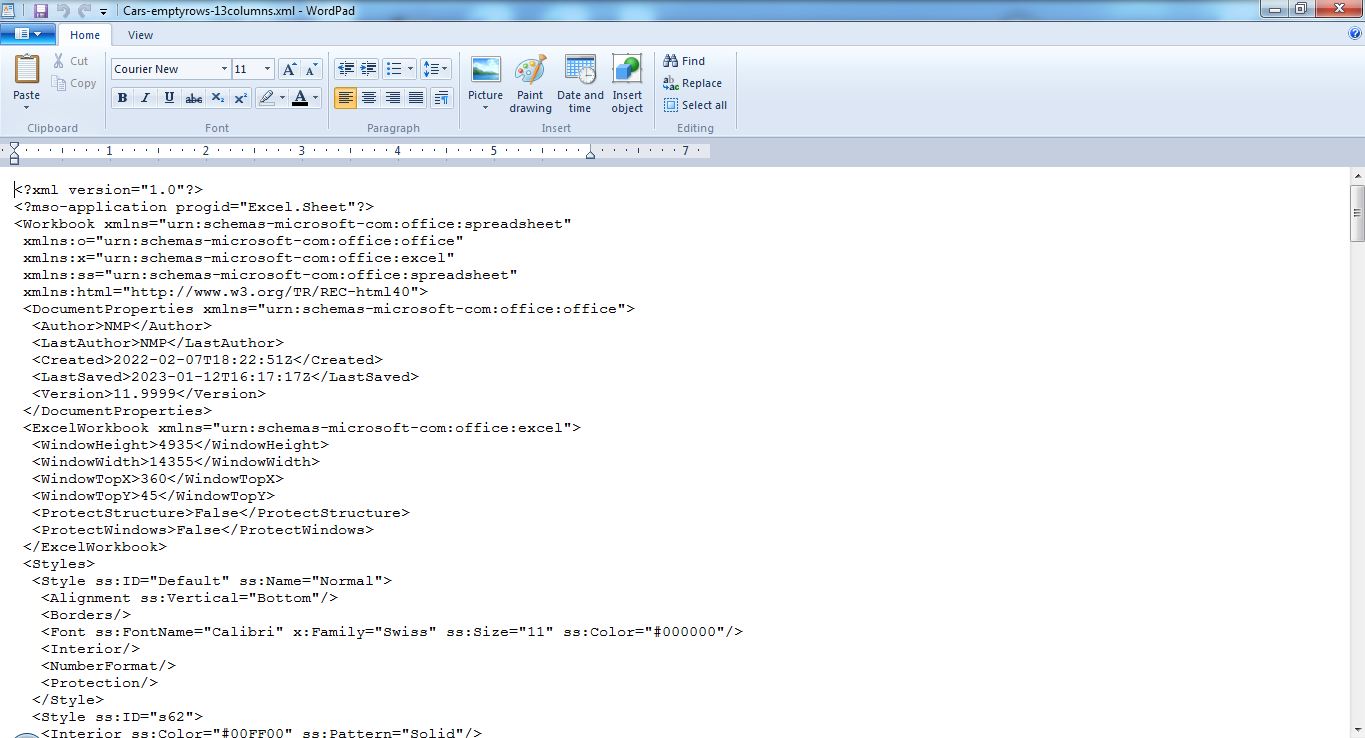 Cars-emptyrows-13columns.xml - WordPad
Home View
Cut
Copy
Paste
Clipboard
Courier New 11
B I U abc X₂ X²
A A A
Font
Paragraph
Picture
Paint drawing
Date and time
Insert object
Insert
Find
Replace
Select all
Editing
1 2 3 4 5 7
<?xml version="1.0"?>
<?mso-application progid="Excel.Sheet"?>
<Workbook xmlns="urn:schemas-microsoft-com:office:spreadsheet"
 xmlns:o="urn:schemas-microsoft-com:office:office"
 xmlns:x="urn:schemas-microsoft-com:office:excel"
 xmlns:ss="urn:schemas-microsoft-com:office:spreadsheet"
 xmlns:html="http://www.w3.org/TR/REC-html40">
 <DocumentProperties xmlns="urn:schemas-microsoft-com:office:office">
  <Author>NMP</Author>
  <LastAuthor>NMP</LastAuthor>
  <Created>2022-02-07T18:22:51Z</Created>
  <LastSaved>2023-01-12T16:17:17Z</LastSaved>
  <Version>11.9999</Version>
 </DocumentProperties>
 <ExcelWorkbook xmlns="urn:schemas-microsoft-com:office:excel">
  <WindowHeight>4935</WindowHeight>
  <WindowWidth>14355</WindowWidth>
  <WindowTopX>360</WindowTopX>
  <WindowTopY>45</WindowTopY>
  <ProtectStructure>False</ProtectStructure>
  <ProtectWindows>False</ProtectWindows>
 </ExcelWorkbook>
 <Styles>
  <Style ss:ID="Default" ss:Name="Normal">
   <Alignment ss:Vertical="Bottom"/>
   <Borders/>
   <Font ss:FontName="Calibri" x:Family="Swiss" ss:Size="11" ss:Color="#000000"/>
   <Interior/>
   <NumberFormat/>
   <Protection/>
  </Style>
  <Style ss:ID="s62">
   <Interior ss:Color="#00FF00" ss:Pattern="Solid"/>